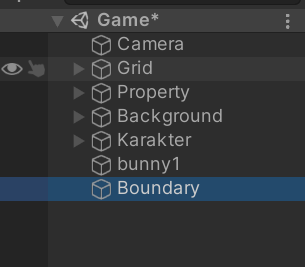 Game*
Camera
Grid
Property
Background
Karakter
bunny1
Boundary